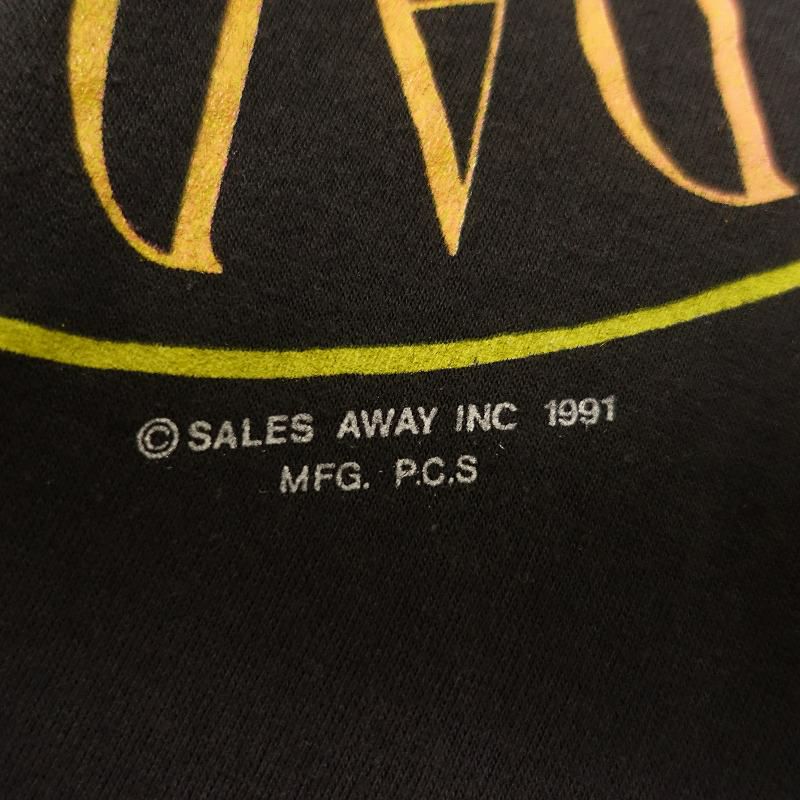 © SALES AWAY INC 1991
MFG. P.C.S